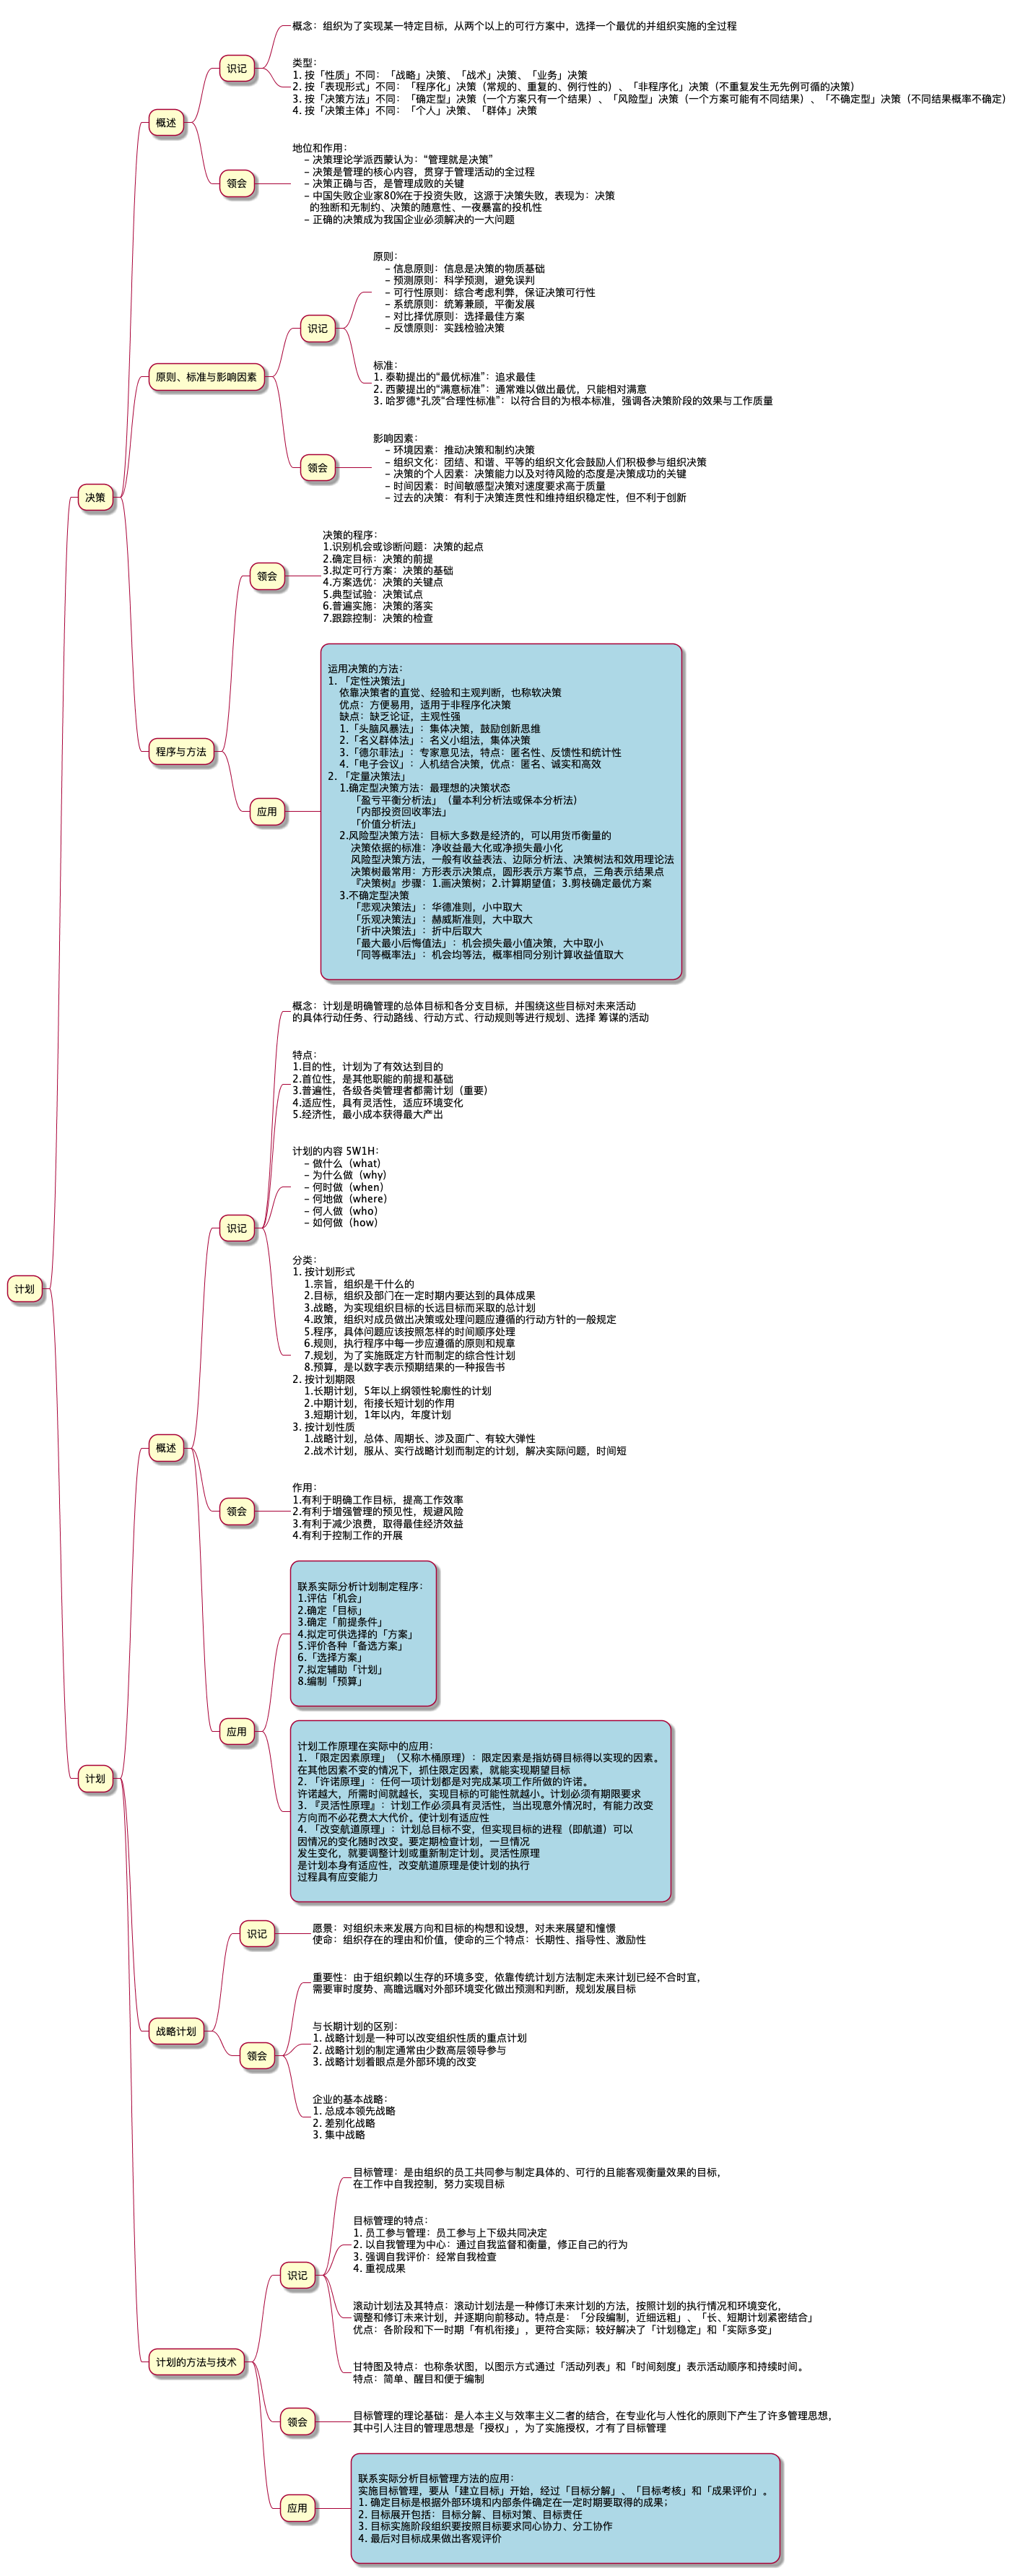 计划
决策
概述
识记
概念：组织为了实现某一特定目标，从两个以上的可行方案中，选择一个最优的并组织实施的全过程
类型：
1. 按「性质」不同：「战略」决策、「战术」决策、「业务」决策
2. 按「表现形式」不同：「程序化」决策（常规的、重复的、例行性的）、「非程序化」决策（不重复发生无先例可循的决策）
3. 按「决策方法」不同：「确定型」决策（一个方案只有一个结果）、「风险型」决策（一个方案可能有不同结果）、「不确定型」决策（不同结果概率不确定)
4. 按「决策主体」不同：「个人」决策、「群体」决策
领会
地位和作用：
– 决策理论学派西蒙认为：“管理就是决策”
– 决策是管理的核心内容，贯穿于管理活动的全过程
– 决策正确与否，是管理成败的关键
– 中国失败企业家80%在于投资失败，这源于决策失败，表现为：决策
的独断和无制约、决策的随意性、一夜暴富的投机性
– 正确的决策成为我国企业必须解决的一大问题
原则、标准与影响因素
识记
原则：
– 信息原则：信息是决策的物质基础
– 预测原则：科学预测，避免误判
– 可行性原则：综合考虑利弊，保证决策可行性
– 系统原则：统筹兼顾，平衡发展
– 对比择优原则：选择最佳方案
– 反馈原则：实践检验决策
标准：
1. 泰勒提出的“最优标准”：追求最佳
2. 西蒙提出的“满意标准”：通常难以做出最优，只能相对满意
3. 哈罗德*孔茨“合理性标准”：以符合目的为根本标准，强调各决策阶段的效果与工作质量
领会
影响因素：
– 环境因素：推动决策和制约决策
– 组织文化：团结、和谐、平等的组织文化会鼓励人们积极参与组织决策
– 决策的个人因素：决策能力以及对待风险的态度是决策成功的关键
– 时间因素：时间敏感型决策对速度要求高于质量
– 过去的决策：有利于决策连贯性和维持组织稳定性，但不利于创新
程序与方法
领会
决策的程序：
1.识别机会或诊断问题：决策的起点
2.确定目标：决策的前提
3.拟定可行方案：决策的基础
4.方案选优：决策的关键点
5.典型试验：决策试点
6.普遍实施：决策的落实
7.跟踪控制：决策的检查
应用
运用决策的方法：
1. 「定性决策法」
依靠决策者的直觉、经验和主观判断，也称软决策
优点：方便易用，适用于非程序化决策
缺点：缺乏论证，主观性强
1.「头脑风暴法」：集体决策，鼓励创新思维
2.「名义群体法」：名义小组法，集体决策
3.「德尔菲法」：专家意见法，特点：匿名性、反馈性和统计性
4.「电子会议」：人机结合决策，优点：匿名、诚实和高效
2. 「定量决策法」
1.确定型决策方法：最理想的决策状态
「盈亏平衡分析法」（量本利分析法或保本分析法）
「内部投资回收率法」
「价值分析法」
2.风险型决策方法：目标大多数是经济的，可以用货币衡量的
决策依据的标准：净收益最大化或净损失最小化
风险型决策方法，一般有收益表法、边际分析法、决策树法和效用理论法
决策树最常用：方形表示决策点，圆形表示方案节点，三角表示结果点
『决策树』步骤：1.画决策树；2.计算期望值；3.剪枝确定最优方案
3.不确定型决策
「悲观决策法」：华德准则，小中取大
「乐观决策法」：赫威斯准则，大中取大
「折中决策法」：折中后取大
「最大最小后悔值法」：机会损失最小值决策，大中取小
「同等概率法」：机会均等法，概率相同分别计算收益值取大
计划
概述
识记
概念：计划是明确管理的总体目标和各分支目标，并围绕这些目标对未来活动
的具体行动任务、行动路线、行动方式、行动规则等进行规划、选择 筹谋的活动
特点：
1.目的性，计划为了有效达到目的
2.首位性，是其他职能的前提和基础
3.普遍性，各级各类管理者都需计划（重要）
4.适应性，具有灵活性，适应环境变化
5.经济性，最小成本获得最大产出
计划的内容 5W1H：
– 做什么（what）
– 为什么做（why）
– 何时做（when）
– 何地做（where）
– 何人做（who）
– 如何做（how）
分类：
1. 按计划形式
1.宗旨，组织是干什么的
2.目标，组织及部门在一定时期内要达到的具体成果
3.战略，为实现组织目标的长远目标而采取的总计划
4.政策，组织对成员做出决策或处理问题应遵循的行动方针的一般规定
5.程序，具体问题应该按照怎样的时间顺序处理
6.规则，执行程序中每一步应遵循的原则和规章
7.规划，为了实施既定方针而制定的综合性计划
8.预算，是以数字表示预期结果的一种报告书
2. 按计划期限
1.长期计划，5年以上纲领性轮廓性的计划
2.中期计划，衔接长短计划的作用
3.短期计划，1年以内，年度计划
3. 按计划性质
1.战略计划，总体、周期长、涉及面广、有较大弹性
2.战术计划，服从、实行战略计划而制定的计划，解决实际问题，时间短
领会
作用：
1.有利于明确工作目标，提高工作效率
2.有利于增强管理的预见性，规避风险
3.有利于减少浪费，取得最佳经济效益
4.有利于控制工作的开展
应用
联系实际分析计划制定程序：
1.评估「机会」
2.确定「目标」
3.确定「前提条件」
4.拟定可供选择的「方案」
5.评价各种「备选方案」
6.「选择方案」
7.拟定辅助「计划」
8.编制「预算」
计划工作原理在实际中的应用：
1. 「限定因素原理」（又称木桶原理）：限定因素是指妨碍目标得以实现的因素。
在其他因素不变的情况下，抓住限定因素，就能实现期望目标
2. 「许诺原理」：任何一项计划都是对完成某项工作所做的许诺。
许诺越大，所需时间就越长，实现目标的可能性就越小。计划必须有期限要求
3. 『灵活性原理』：计划工作必须具有灵活性，当出现意外情况时，有能力改变
方向而不必花费太大代价。使计划有适应性
4. 「改变航道原理」：计划总目标不变，但实现目标的进程（即航道）可以
因情况的变化随时改变。要定期检查计划，一旦情况
发生变化，就要调整计划或重新制定计划。灵活性原理
是计划本身有适应性，改变航道原理是使计划的执行
过程具有应变能力
战略计划
识记
愿景：对组织未来发展方向和目标的构想和设想，对未来展望和憧憬
使命：组织存在的理由和价值，使命的三个特点：长期性、指导性、激励性
领会
重要性：由于组织赖以生存的环境多变，依靠传统计划方法制定未来计划已经不合时宜，
需要审时度势、高瞻远瞩对外部环境变化做出预测和判断，规划发展目标
与长期计划的区别：
1. 战略计划是一种可以改变组织性质的重点计划
2. 战略计划的制定通常由少数高层领导参与
3. 战略计划着眼点是外部环境的改变
企业的基本战略：
1. 总成本领先战略
2. 差别化战略
3. 集中战略
计划的方法与技术
识记
目标管理：是由组织的员工共同参与制定具体的、可行的且能客观衡量效果的目标，
在工作中自我控制，努力实现目标
目标管理的特点：
1. 员工参与管理：员工参与上下级共同决定
2. 以自我管理为中心：通过自我监督和衡量，修正自己的行为
3. 强调自我评价：经常自我检查
4. 重视成果
滚动计划法及其特点：滚动计划法是一种修订未来计划的方法，按照计划的执行情况和环境变化，
调整和修订未来计划，并逐期向前移动。特点是：「分段编制，近细远粗」、「长、短期计划紧密结合」
优点：各阶段和下一时期「有机衔接」，更符合实际；较好解决了「计划稳定」和「实际多变」
甘特图及特点：也称条状图，以图示方式通过「活动列表」和「时间刻度」表示活动顺序和持续时间。
特点：简单、醒目和便于编制
领会
目标管理的理论基础：是人本主义与效率主义二者的结合，在专业化与人性化的原则下产生了许多管理思想，
其中引人注目的管理思想是「授权」，为了实施授权，才有了目标管理
应用
联系实际分析目标管理方法的应用：
实施目标管理，要从「建立目标」开始，经过「目标分解」、「目标考核」和「成果评价」。
1. 确定目标是根据外部环境和内部条件确定在一定时期要取得的成果；
2. 目标展开包括：目标分解、目标对策、目标责任
3. 目标实施阶段组织要按照目标要求同心协力、分工协作
4. 最后对目标成果做出客观评价